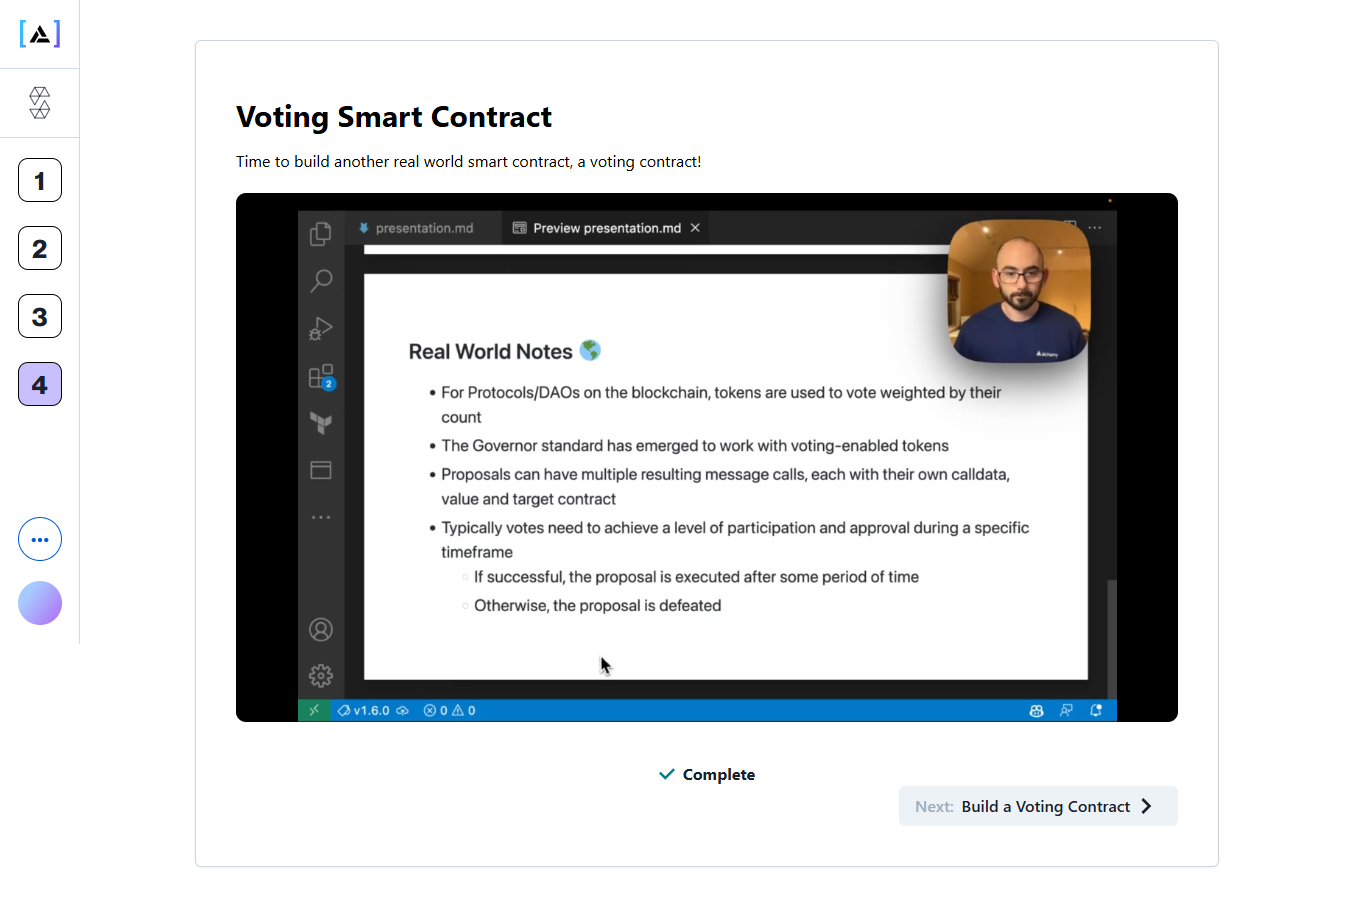 1
2
3
4
Voting Smart Contract
Time to build another real world smart contract, a voting contract!
presentation.md
Preview presentation.md
Real World Notes
For Protocols/DAOs on the blockchain, tokens are used to vote weighted by their
count
The Governor standard has emerged to work with voting-enabled tokens
Proposals can have multiple resulting message calls, each with their own calldata,
value and target contract
Typically votes need to achieve a level of participation and approval during a specific
timeframe
If successful, the proposal is executed after some period of time
Otherwise, the proposal is defeated
2
v1.6.0 0 0
alchemy
Complete
Next: Build a Voting Contract